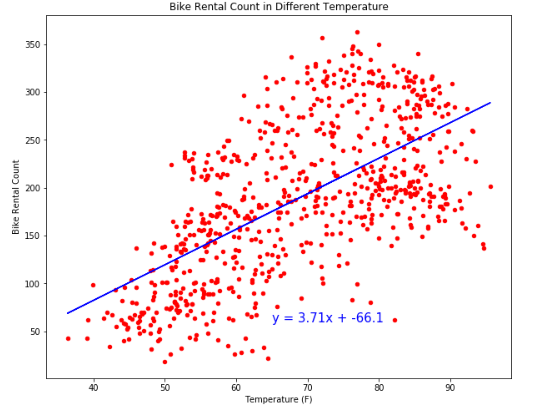 Bike Rental Count in Different Temperature
350
300
250
200
150
100
50
Bike Rental Count
y = 3.71x + -66.1
40 50 60 70 80 90
Temperature (F)